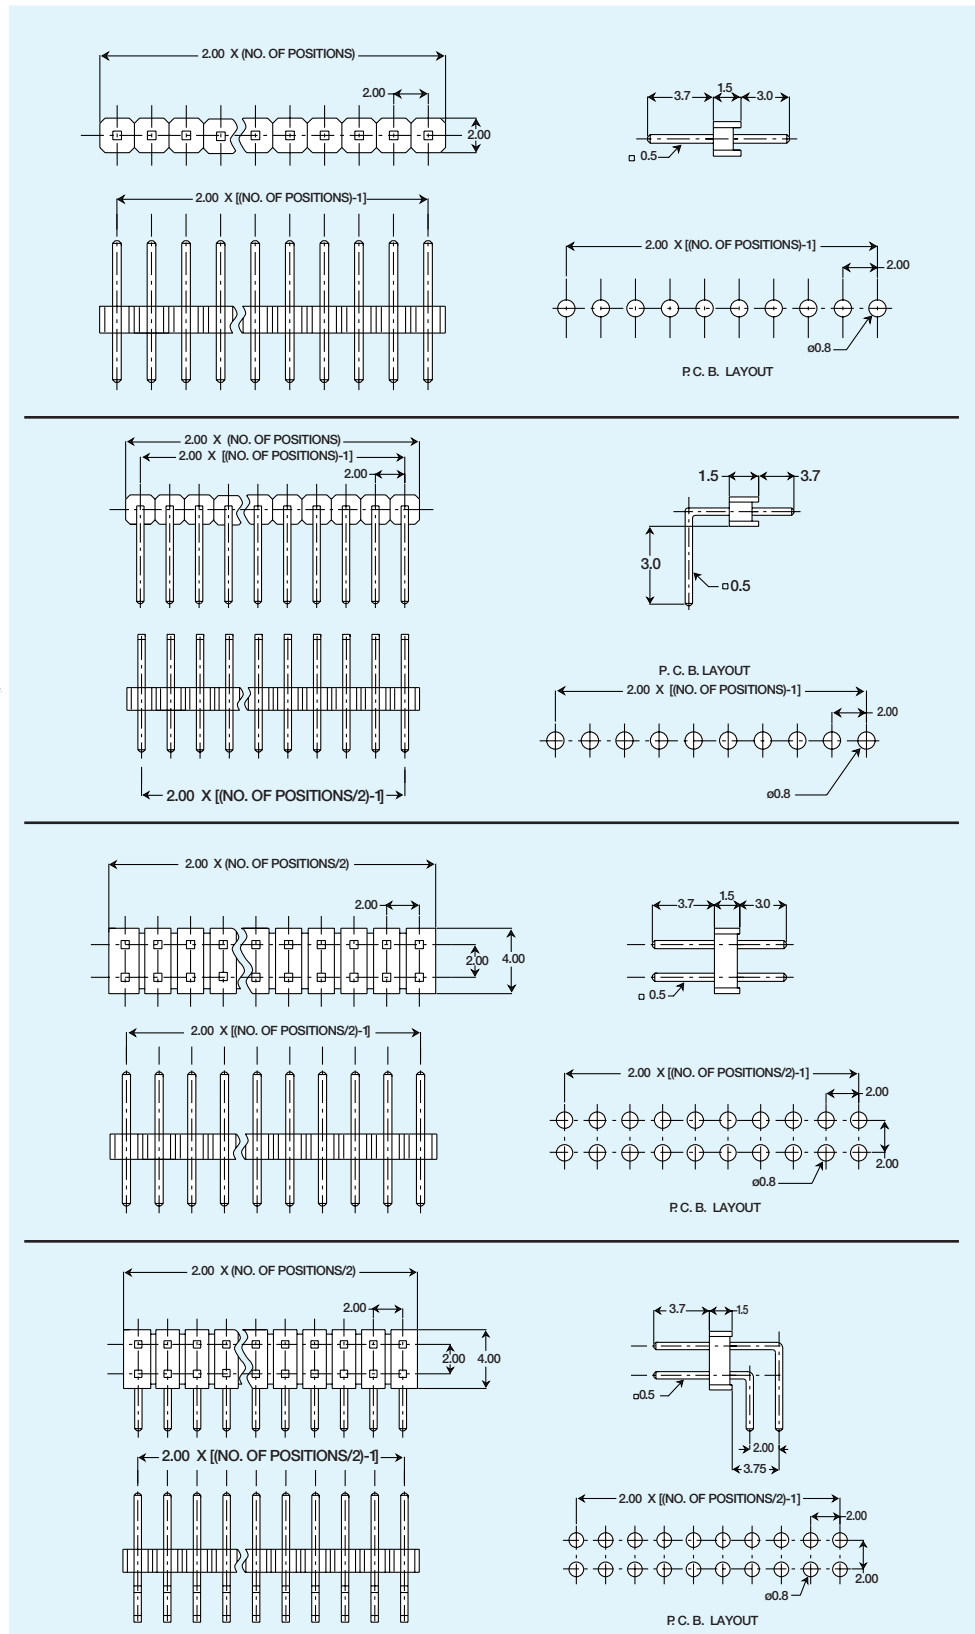 2.00 X (NO. OF POSITIONS)
2.00
2.00
2.00 X [(NO. OF POSITIONS)-1]
3.7
1.5
3.0
0.5
2.00 X [(NO. OF POSITIONS)-1]
2.00
ø0.8
P. C. B. LAYOUT
2.00 X (NO. OF POSITIONS)
2.00 X [(NO. OF POSITIONS)-1]
2.00
2.00 X [(NO. OF POSITIONS/2)-1]
1.5
3.7
3.0
0.5
P. C. B. LAYOUT
2.00 X [(NO. OF POSITIONS)-1]
2.00
ø0.8
2.00 X (NO. OF POSITIONS/2)
2.00
2.00
4.00
2.00 X [(NO. OF POSITIONS/2)-1]
3.7
1.5
3.0
0.5
2.00 X [(NO. OF POSITIONS/2)-1]
2.00
2.00
ø0.8
P. C. B. LAYOUT
2.00 X (NO. OF POSITIONS/2)
2.00
2.00
4.00
2.00 X [(NO. OF POSITIONS/2)-1]
3.7
1.5
0.5
2.00
3.75
2.00 X [(NO. OF POSITIONS/2)-1]
2.00
2.00
ø0.8
P. C. B. LAYOUT